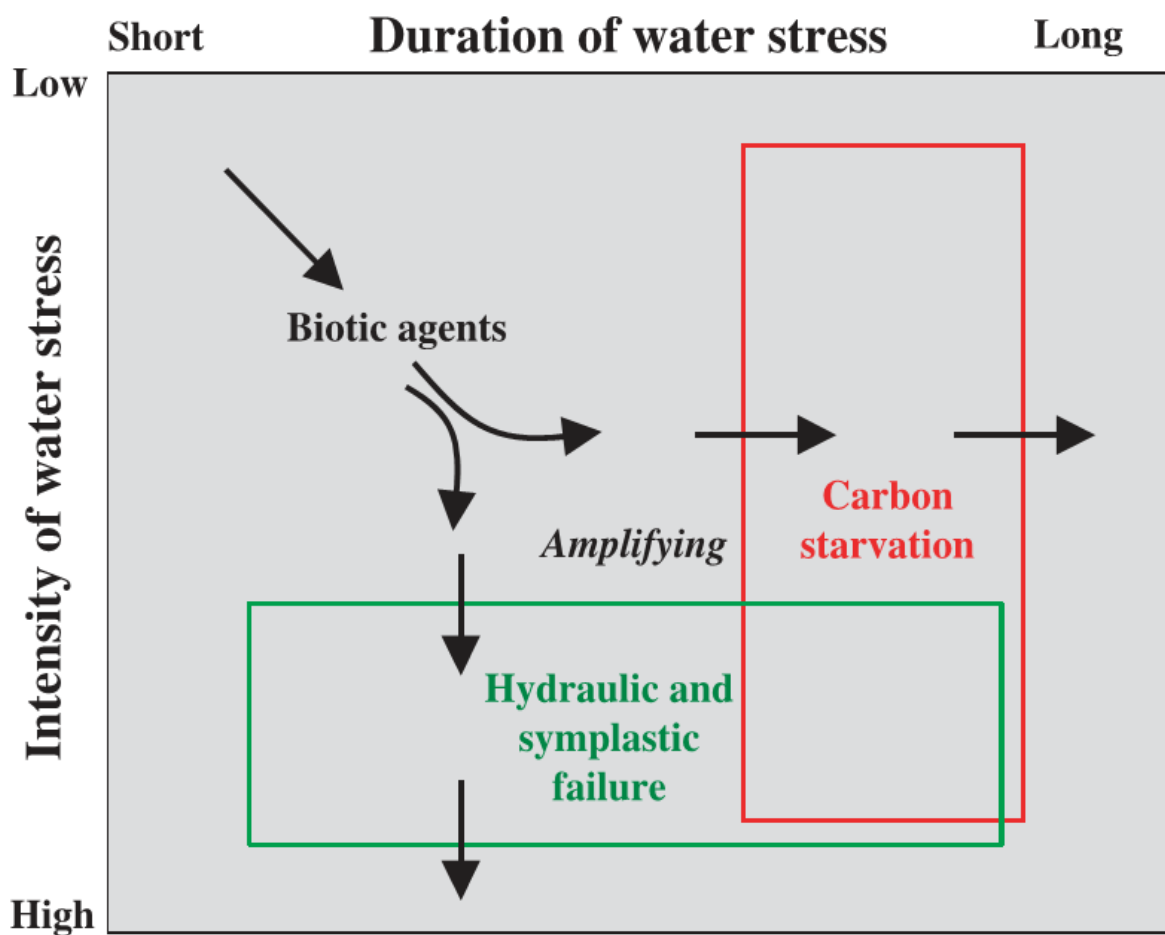 Short
Duration of water stress
Long
Low
Intensity of water stress
High
Biotic agents
Amplifying
Carbon
starvation
Hydraulic and
symplastic
failure